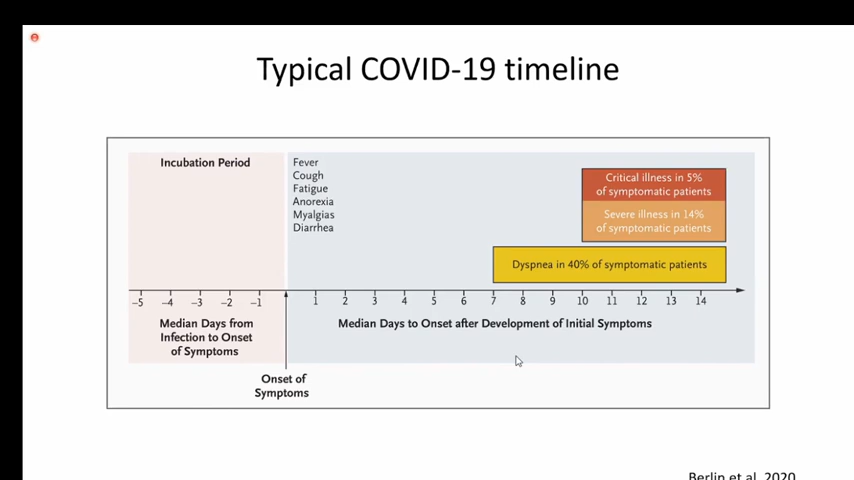 Typical COVID-19 timeline
Incubation Period
Fever
Cough
Fatigue
Anorexia
Myalgias
Diarrhea
Critical illness in 5%
of symptomatic patients
Severe illness in 14%
of symptomatic patients
Dyspnea in 40% of symptomatic patients
–5 –4 –3 –2 –1 1 2 3 4 5 6 7 8 9 10 11 12 13 14
Median Days from
Infection to Onset
of Symptoms
Median Days to Onset after Development of Initial Symptoms
Onset of
Symptoms
Berlin et al. 2020